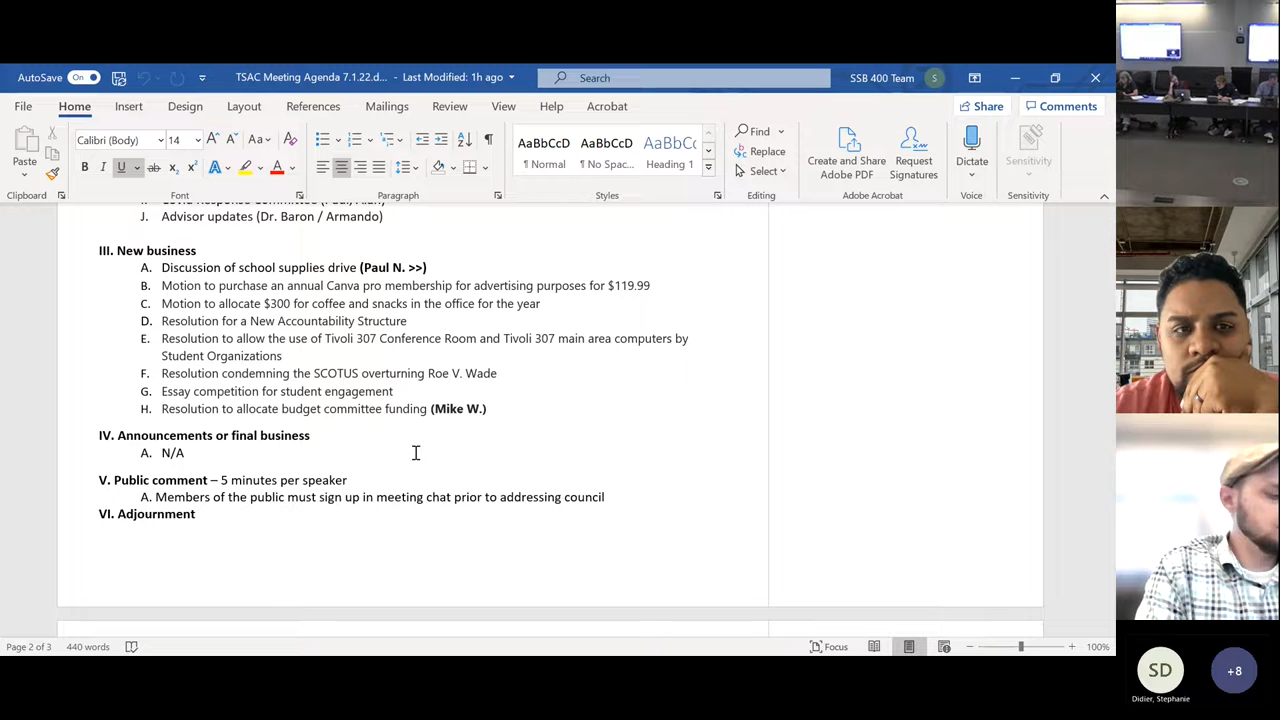 AutoSave On TSAC Meeting Agenda 7.1.22.d... - Last Modified: 1h ago Search SSB 400 Team S
File Home Insert Design Layout References Mailings Review View Help Acrobat Share Comments
Calibri (Body) 14 Aa AaBbCcD AaBbCcD AaBbCc Find
Paste Replace
B I U ab x₂ x² A A ¶ Normal ¶ No Spac... Heading 1 Select Create and Share Adobe PDF Request Signatures Dictate Sensitivity
Clipboard Font Paragraph Styles Editing Adobe Acrobat Voice Sensitivity
J. Advisor updates (Dr. Baron / Armando)
III. New business
A. Discussion of school supplies drive (Paul N. >>)
B. Motion to purchase an annual Canva pro membership for advertising purposes for $119.99
C. Motion to allocate $300 for coffee and snacks in the office for the year
D. Resolution for a New Accountability Structure
E. Resolution to allow the use of Tivoli 307 Conference Room and Tivoli 307 main area computers by
Student Organizations
F. Resolution condemning the SCOTUS overturning Roe V. Wade
G. Essay competition for student engagement
H. Resolution to allocate budget committee funding (Mike W.)
IV. Announcements or final business
A. N/A
V. Public comment – 5 minutes per speaker
A. Members of the public must sign up in meeting chat prior to addressing council
VI. Adjournment
Page 2 of 3 440 words Focus 100%
SD +8
Didier, Stephanie